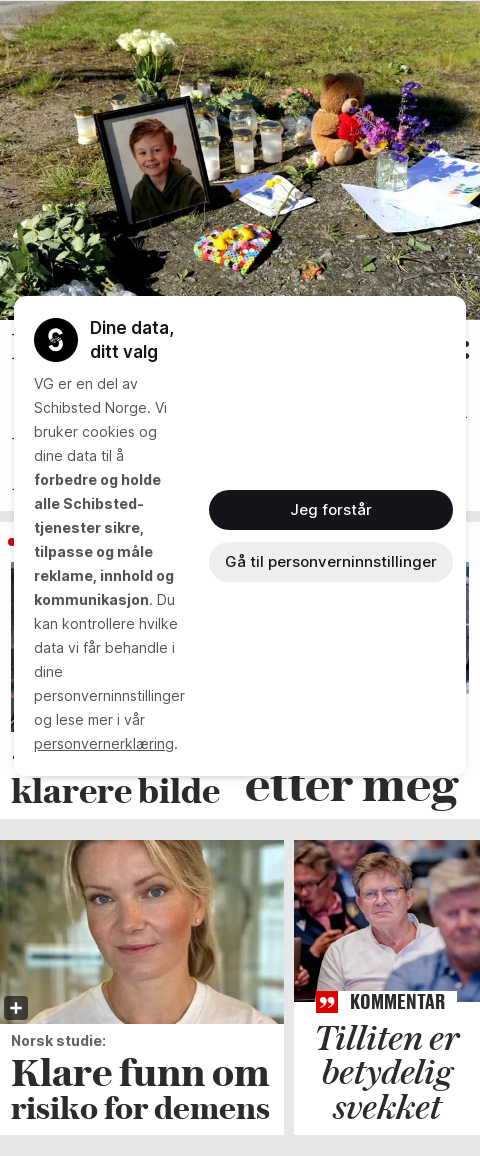 Dine data,
ditt valg
VG er en del av
Schibsted Norge. Vi
bruker cookies og
dine data til å
forbedre og holde
alle Schibsted-
tjenester sikre,
tilpasse og måle
reklame, innhold og
kommunikasjon. Du
kan kontrollere hvilke
data vi får behandle i
dine
personverninnstillinger
og lese mer i vår
personvernerklæring.
Jeg forstår
Gå til personverninnstillinger
klarere bilde
etter meg
Norsk studie:
Klare funn om
risiko for demens
KOMMENTAR
Tilliten er
betydelig
svekket